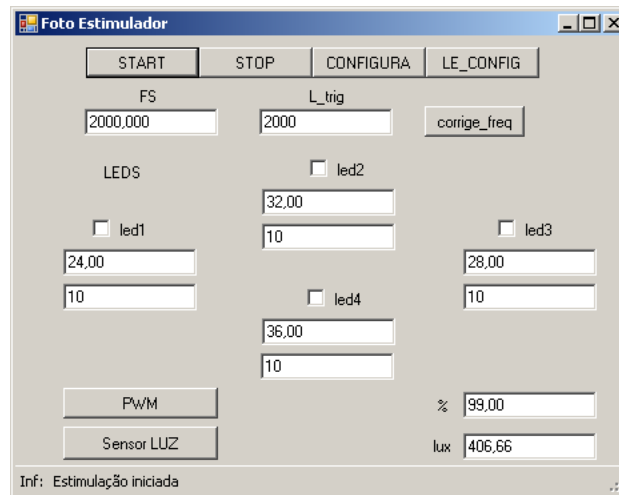 Foto Estimulador
START STOP CONFIGURA LE_CONFIG
FS L_trig
2000,000 2000 corrige_freq
LEDS led2
32,00
led1 10 led3
24,00 28,00
10 led4 10
36,00
10
PWM % 99,00
Sensor LUZ lux 406,66
Inf: Estimulação iniciada